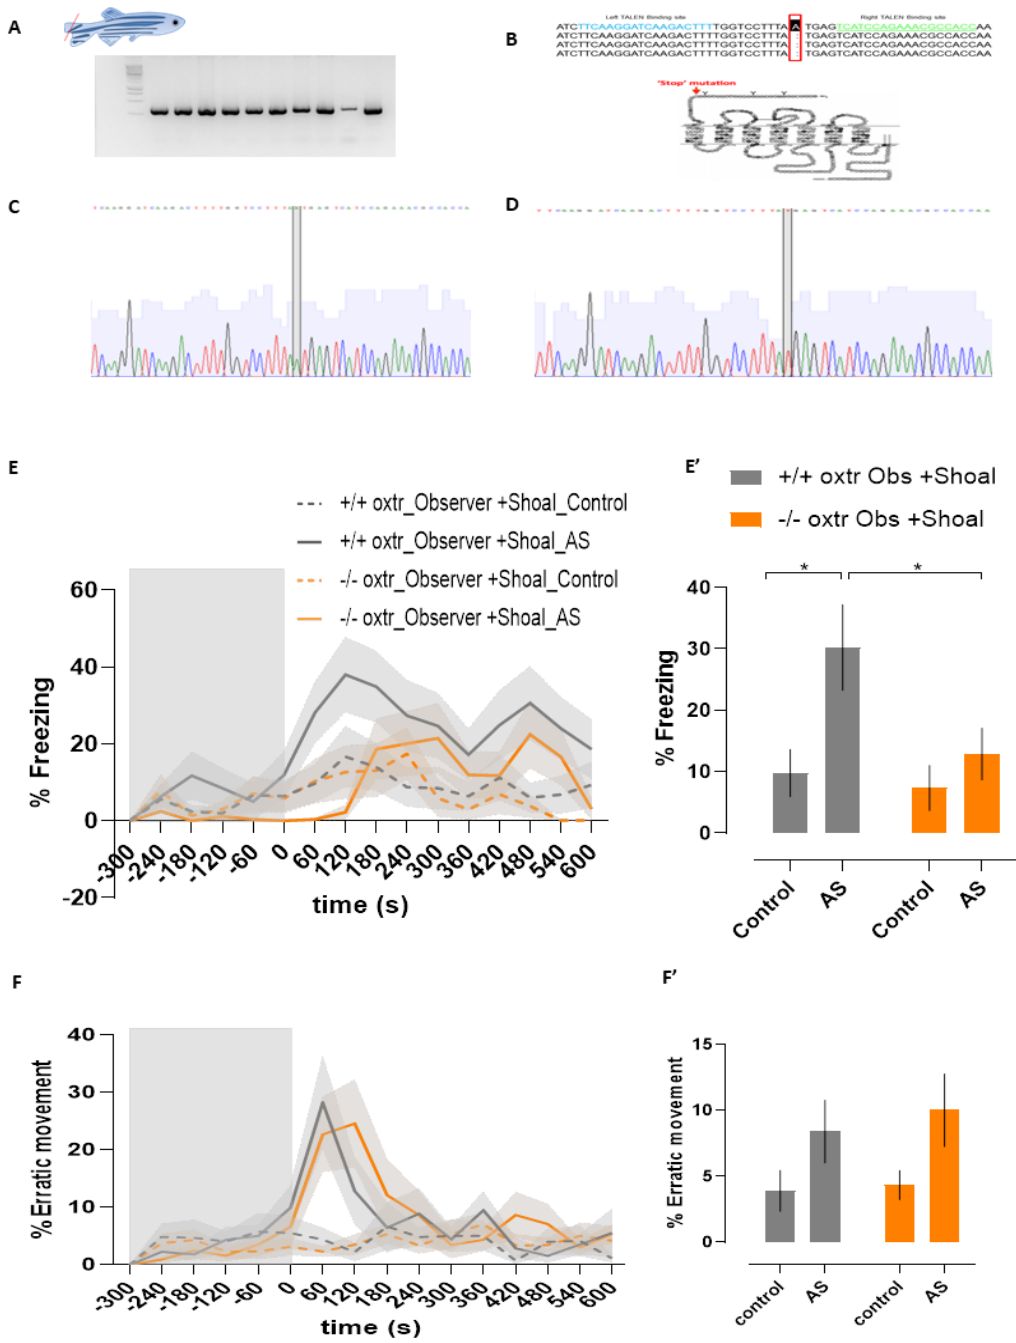 A
B
Left TALEN Binding site
Right TALEN Binding site
ATCTTCAAGGATCAAGACTTTTGGTCCTTTA A TGAGTCATCCAGAAACGCCACCAA
ATCTTCAAGGATCAAGACTTTTGGTCCTTTA . TGAGTCATCCAGAAACGCCACCAA
ATCTTCAAGGATCAAGACTTTTGGTCCTTTA . TGAGTCATCCAGAAACGCCACCAA
'Stop' mutation
C
D
E
+/+ oxtr_Observer +Shoal_Control
+/+ oxtr_Observer +Shoal_AS
-/- oxtr_Observer +Shoal_Control
-/- oxtr_Observer +Shoal_AS
60
40
20
0
-20
% Freezing
-300 -240 -180 -120 -60 0 60 120 180 240 300 360 420 480 540 600
time (s)
E'
+/+ oxtr Obs +Shoal
-/- oxtr Obs +Shoal
* *
40
30
20
10
0
% Freezing
Control AS Control AS
F
40
30
20
10
0
%Erratic movement
-300 -240 -180 -120 -60 0 60 120 180 240 300 360 420 480 540 600
time (s)
F'
15
10
5
0
% Erratic movement
control AS control AS